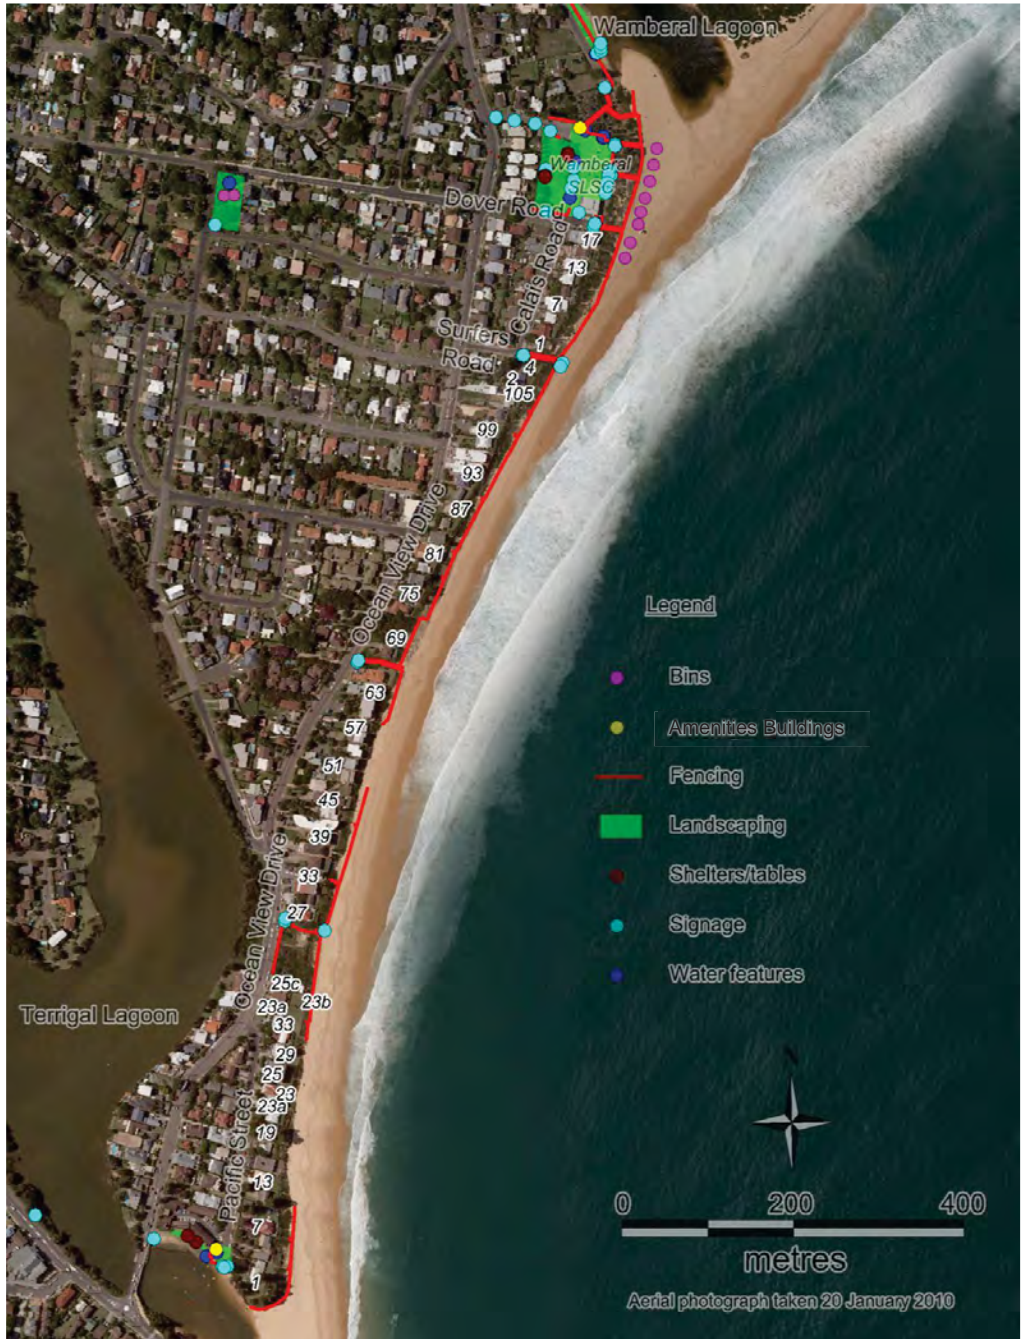 Wamberal Lagoon
Wamberal
SLSC
Dover Road
17
Calais Road
13
7
Surfers
Road
1
4
2
105
99
93
87
Ocean View Drive
81
75
69
63
57
51
45
39
33
27
Ocean View Drive
25c
23b
23a
33
29
25
23
23a
19
Pacific Street
13
7
1
Terrigal Lagoon
Legend
Bins
Amenities Buildings
Fencing
Landscaping
Shelters/tables
Signage
Water features
0 200 400
metres
Aerial photograph taken 20 January 2010